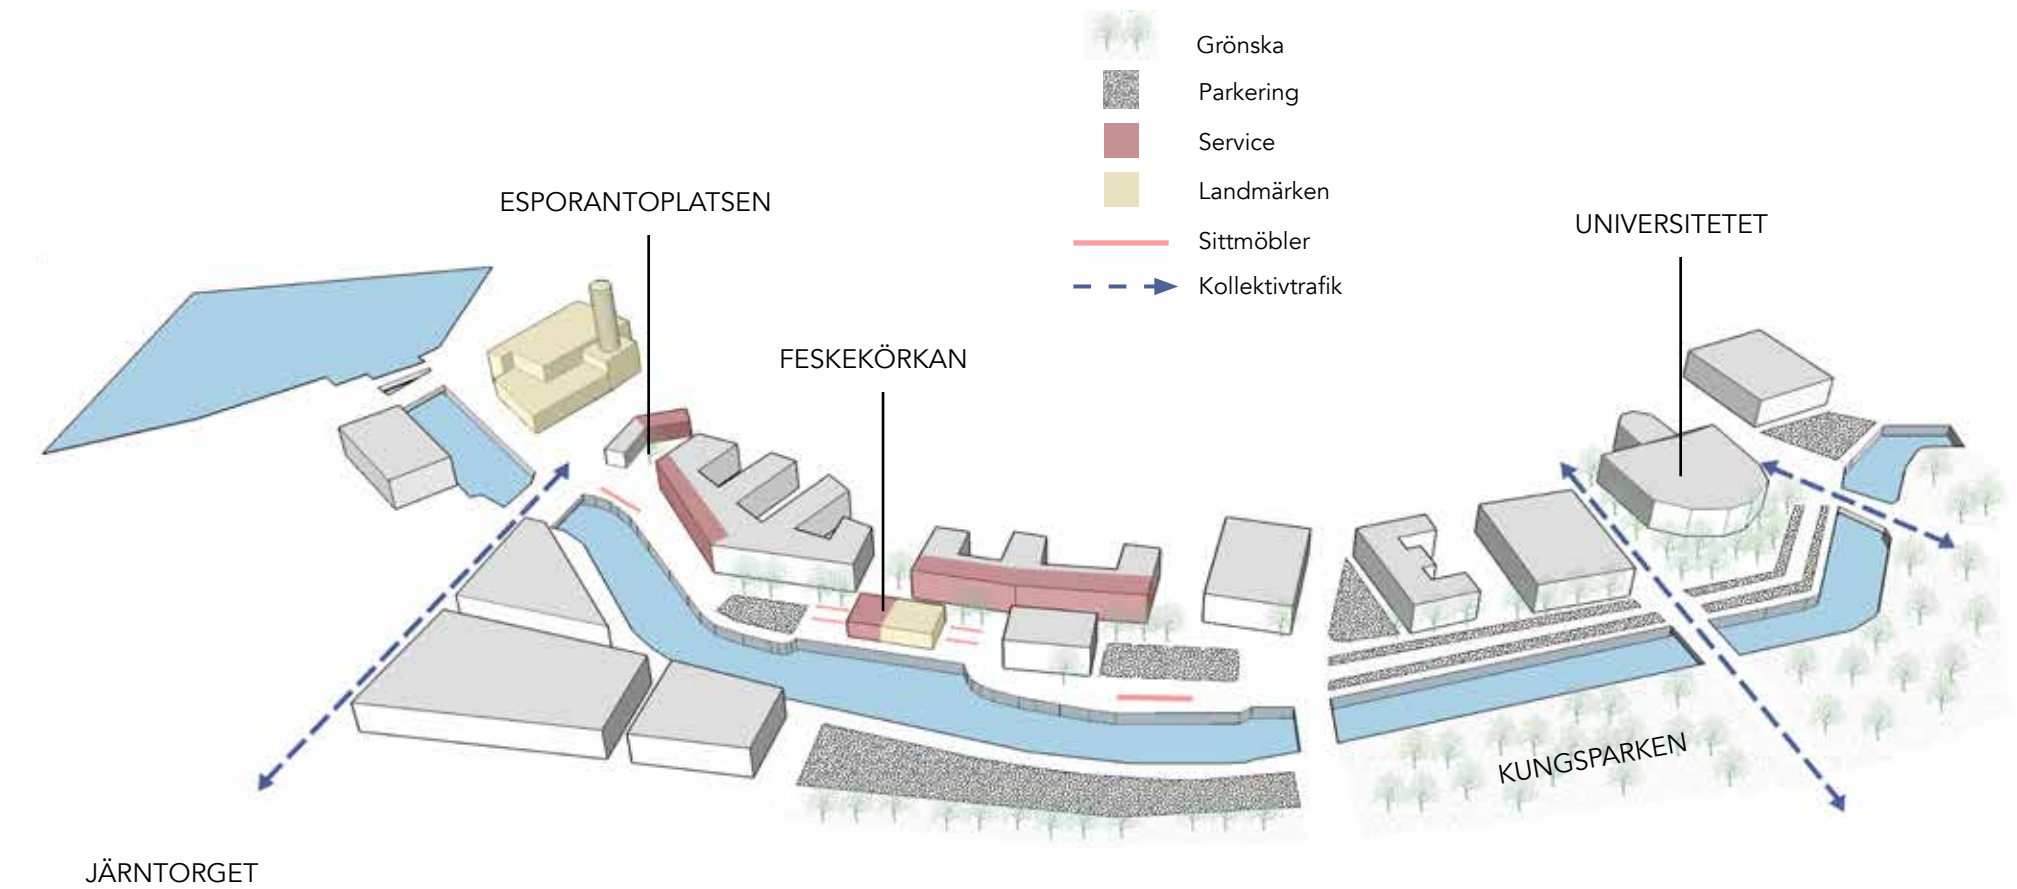 Grönska
Parkering
Service
Landmärken
Sittmöbler
Kollektivtrafik
ESPORANTOPLATSEN
UNIVERSITETET
FESKEKÖRKAN
KUNGSPARKEN
JÄRNTORGET